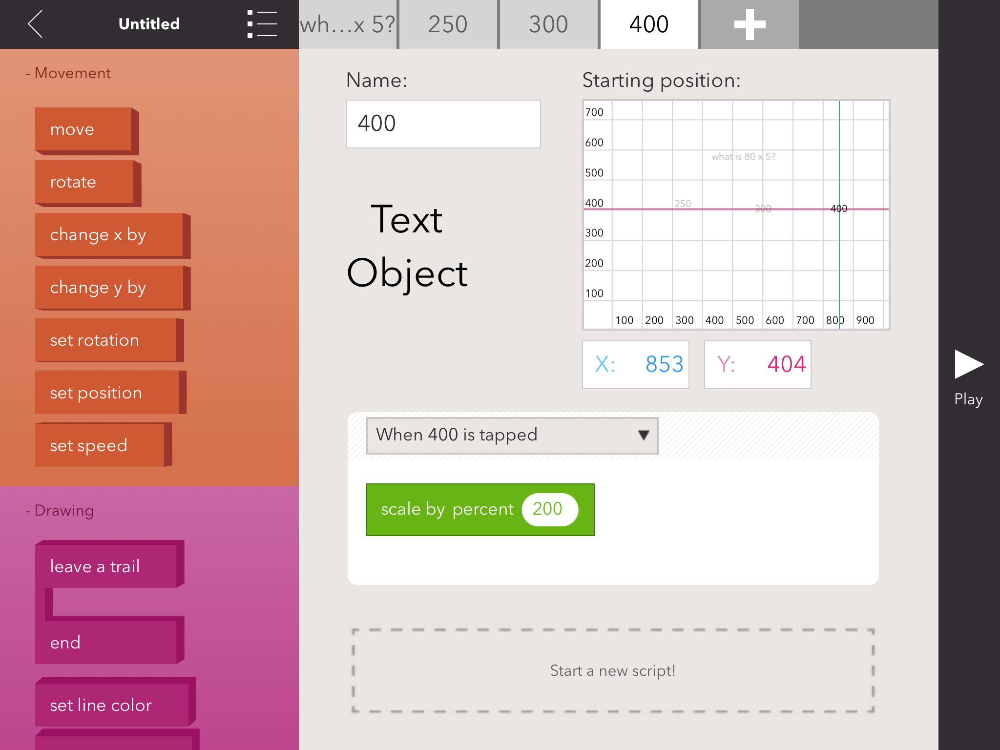 Untitled
wh...x 5?
250
300
400
- Movement
move
rotate
change x by
change y by
set rotation
set position
set speed
- Drawing
leave a trail
end
set line color
Name:
400
Text
Object
Starting position:
700
600
what is 80 x 5?
500
400
250
300
400
300
200
100
100 200 300 400 500 600 700 800 900
X: 853
Y: 404
When 400 is tapped
scale by percent 200
Start a new script!
Play